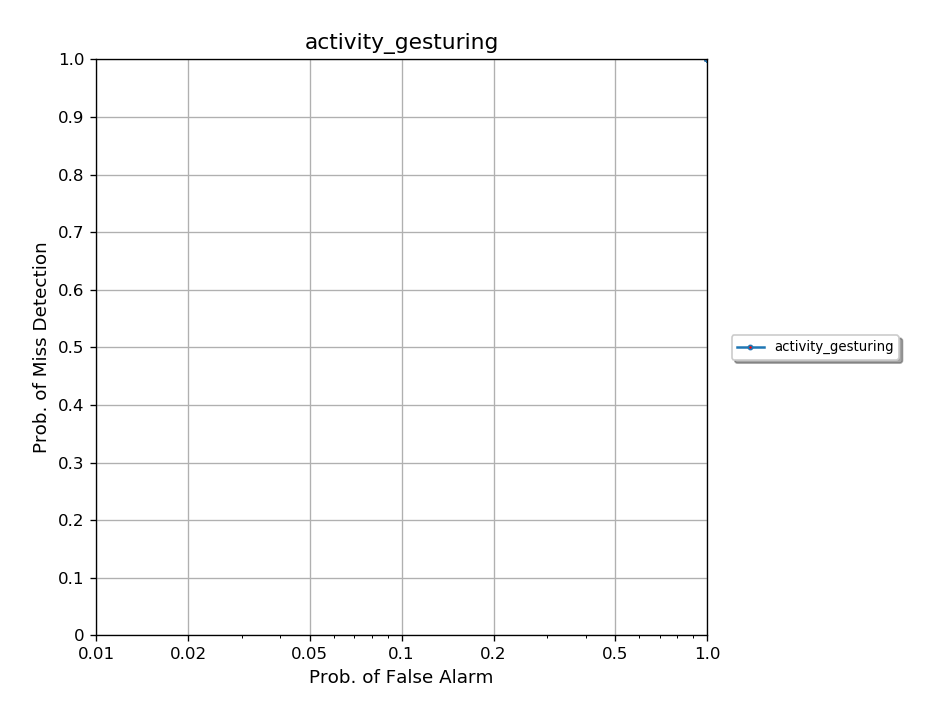 activity_gesturing
1.0
0.9
0.8
0.7
0.6
0.5
0.4
0.3
0.2
0.1
0
Prob. of Miss Detection
0.01 0.02 0.05 0.1 0.2 0.5 1.0
Prob. of False Alarm
activity_gesturing